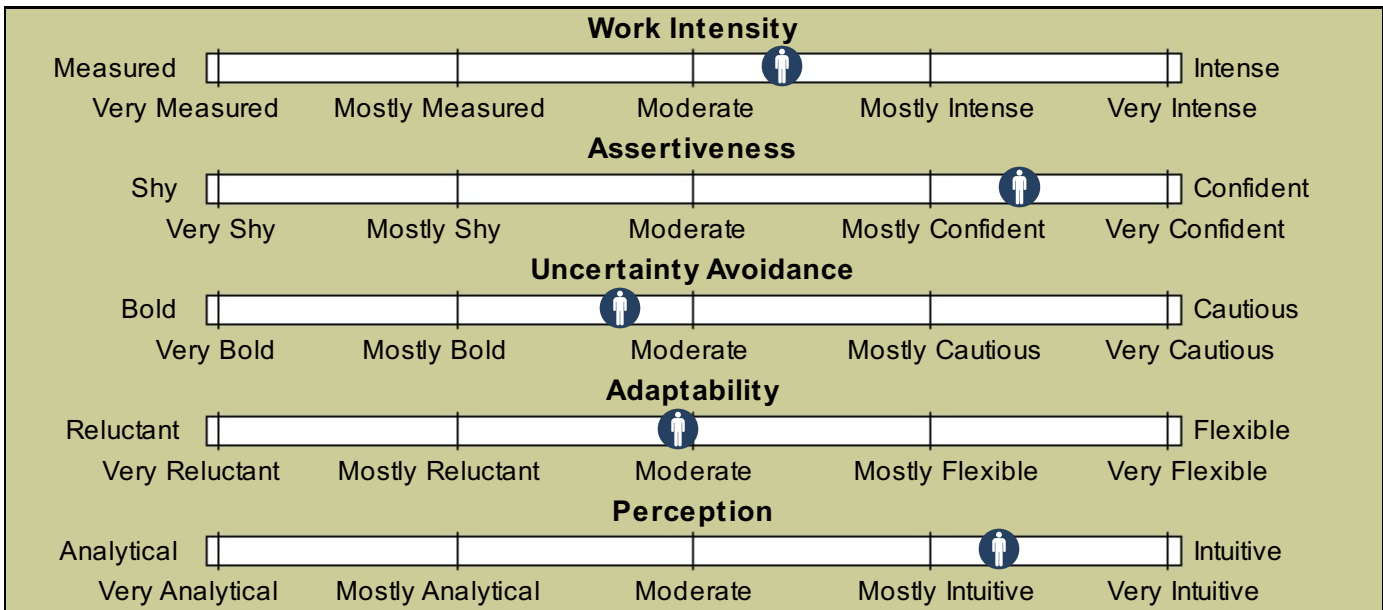 Work Intensity
Measured Intense
Very Measured Mostly Measured Moderate Mostly Intense Very Intense
Assertiveness
Shy Confident
Very Shy Mostly Shy Moderate Mostly Confident Very Confident
Uncertainty Avoidance
Bold Cautious
Very Bold Mostly Bold Moderate Mostly Cautious Very Cautious
Adaptability
Reluctant Flexible
Very Reluctant Mostly Reluctant Moderate Mostly Flexible Very Flexible
Perception
Analytical Intuitive
Very Analytical Mostly Analytical Moderate Mostly Intuitive Very Intuitive